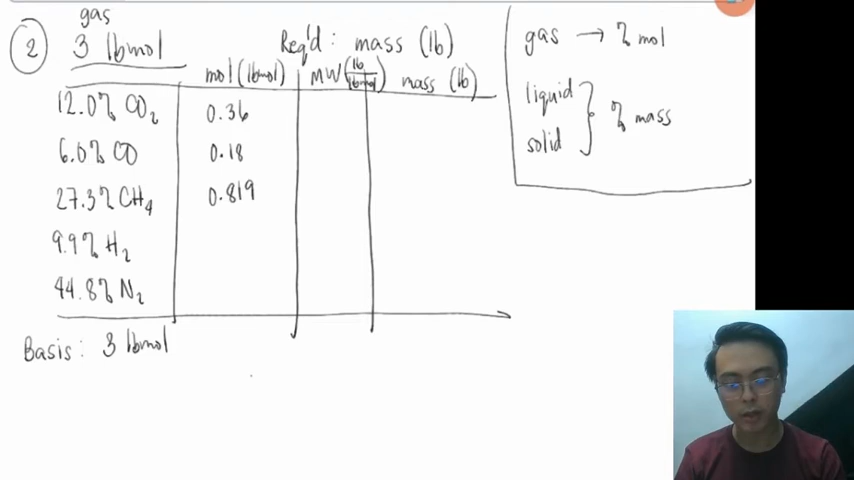 gas
② 3 lbmol
Req'd: mass (lb)
mol (lbmol) MW (lb/lbmol) mass (lb)
12.0% CO₂ 0.36
6.0% CO 0.18
27.3% CH₄ 0.819
9.9% H₂
44.8% N₂
Basis: 3 lbmol
gas → % mol
liquid
solid } % mass